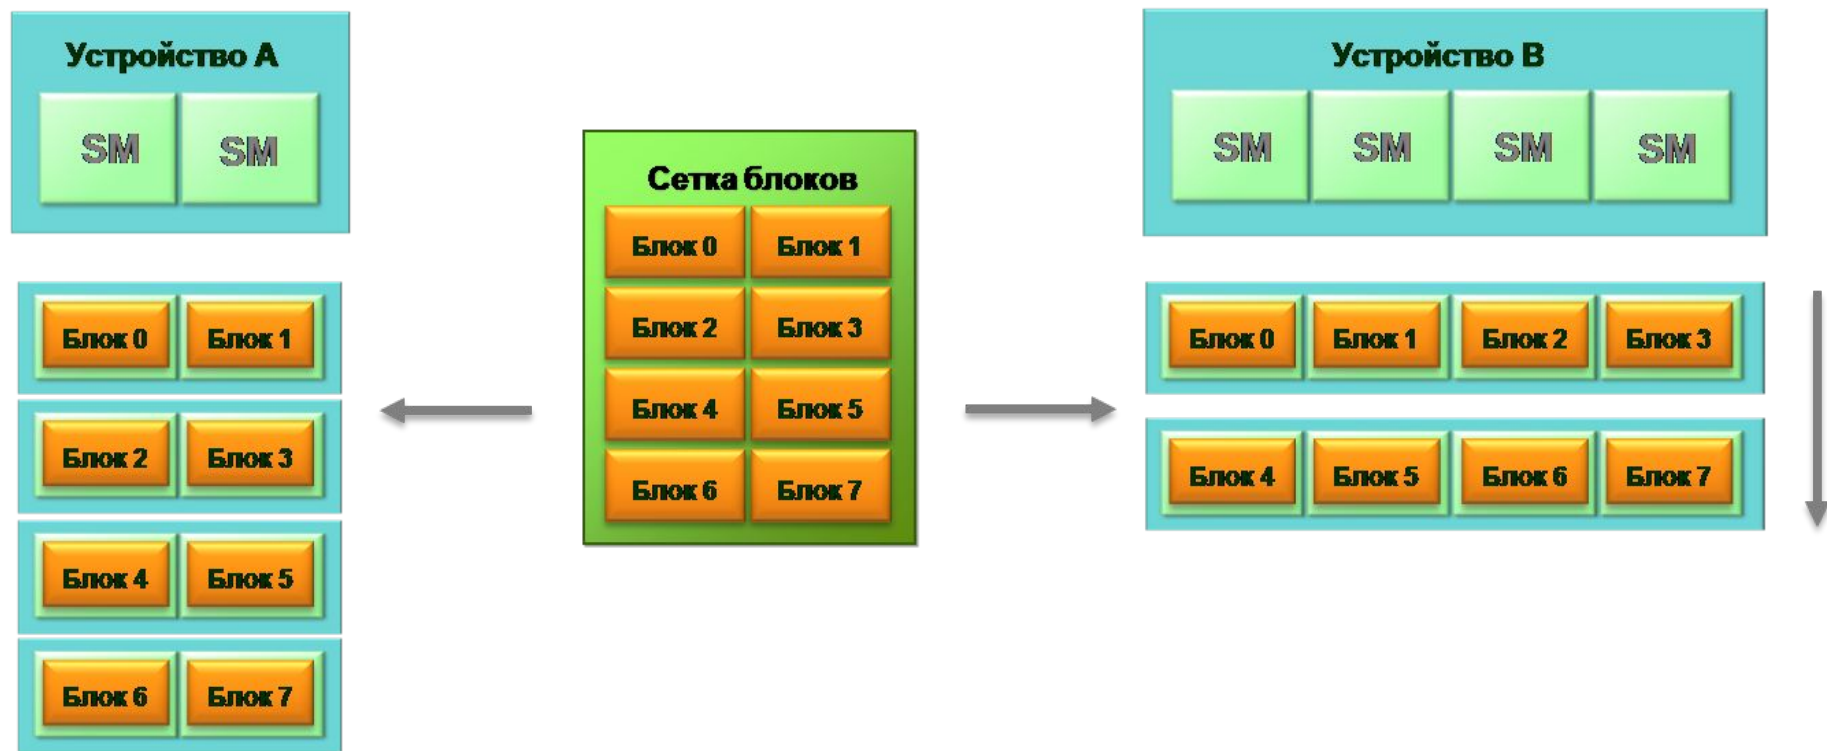 Устройство A
SM SM
Блок 0 Блок 1
Блок 2 Блок 3
Блок 4 Блок 5
Блок 6 Блок 7
Сетка блоков
Блок 0 Блок 1
Блок 2 Блок 3
Блок 4 Блок 5
Блок 6 Блок 7
Устройство B
SM SM SM SM
Блок 0 Блок 1 Блок 2 Блок 3
Блок 4 Блок 5 Блок 6 Блок 7